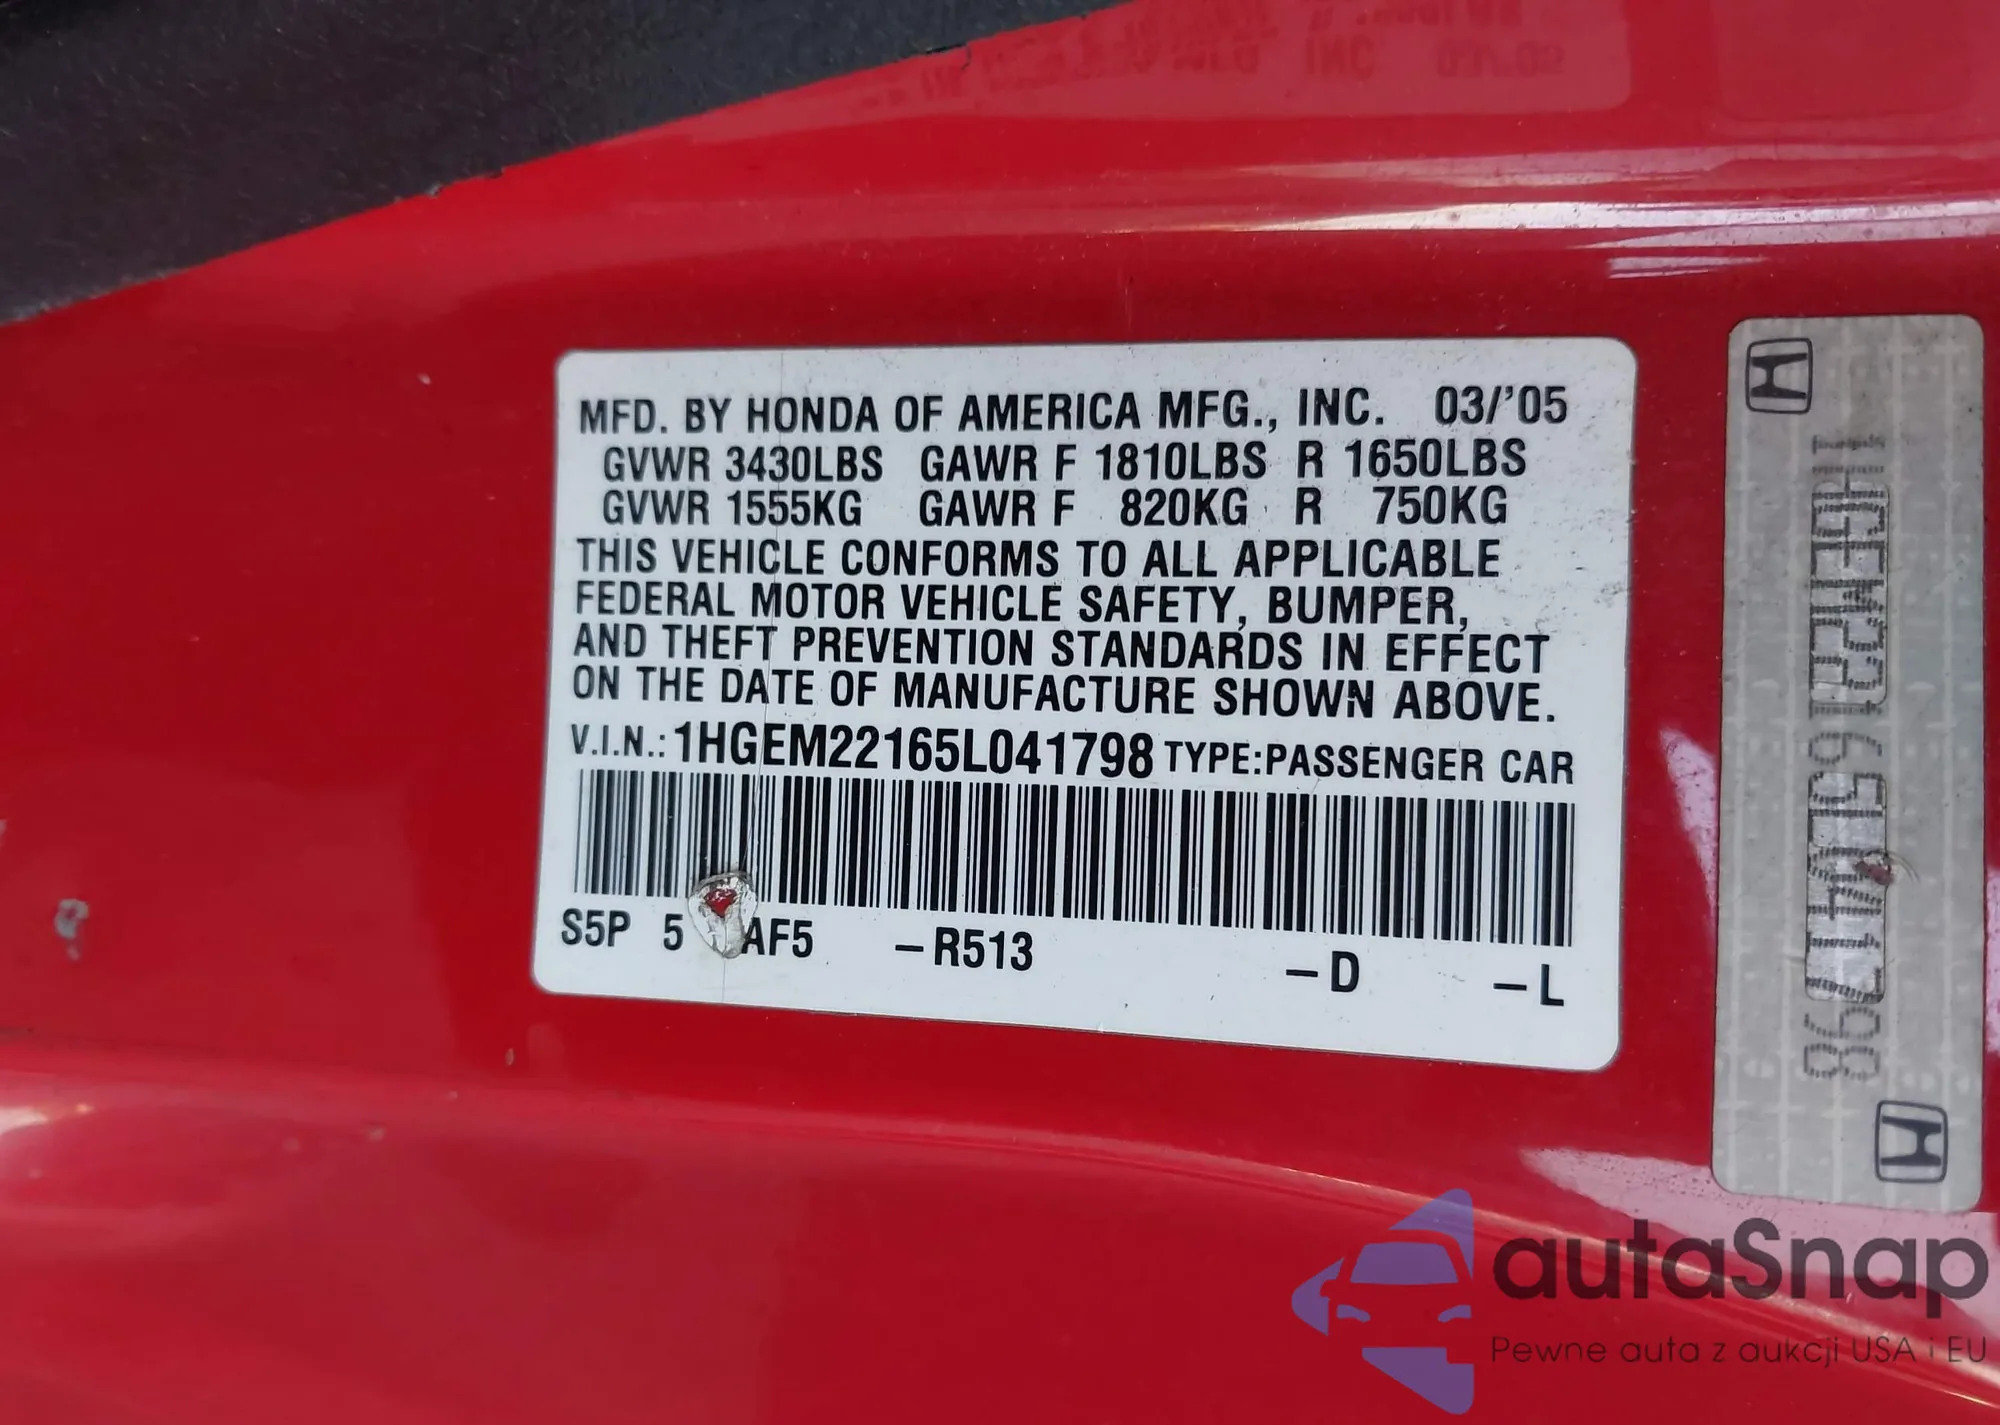 MFD. BY HONDA OF AMERICA MFG., INC. 03/'05
GVWR 3430LBS GAWR F 1810LBS R 1650LBS
GVWR 1555KG GAWR F 820KG R 750KG
THIS VEHICLE CONFORMS TO ALL APPLICABLE
FEDERAL MOTOR VEHICLE SAFETY, BUMPER,
AND THEFT PREVENTION STANDARDS IN EFFECT
ON THE DATE OF MANUFACTURE SHOWN ABOVE.
V.I.N.: 1HGEM22165L041798 TYPE:PASSENGER CAR
S5P 5 AF5 –R513 –D –L
1HGEM22165L041798
autaSnap
Pewne auta z aukcji USA i EU